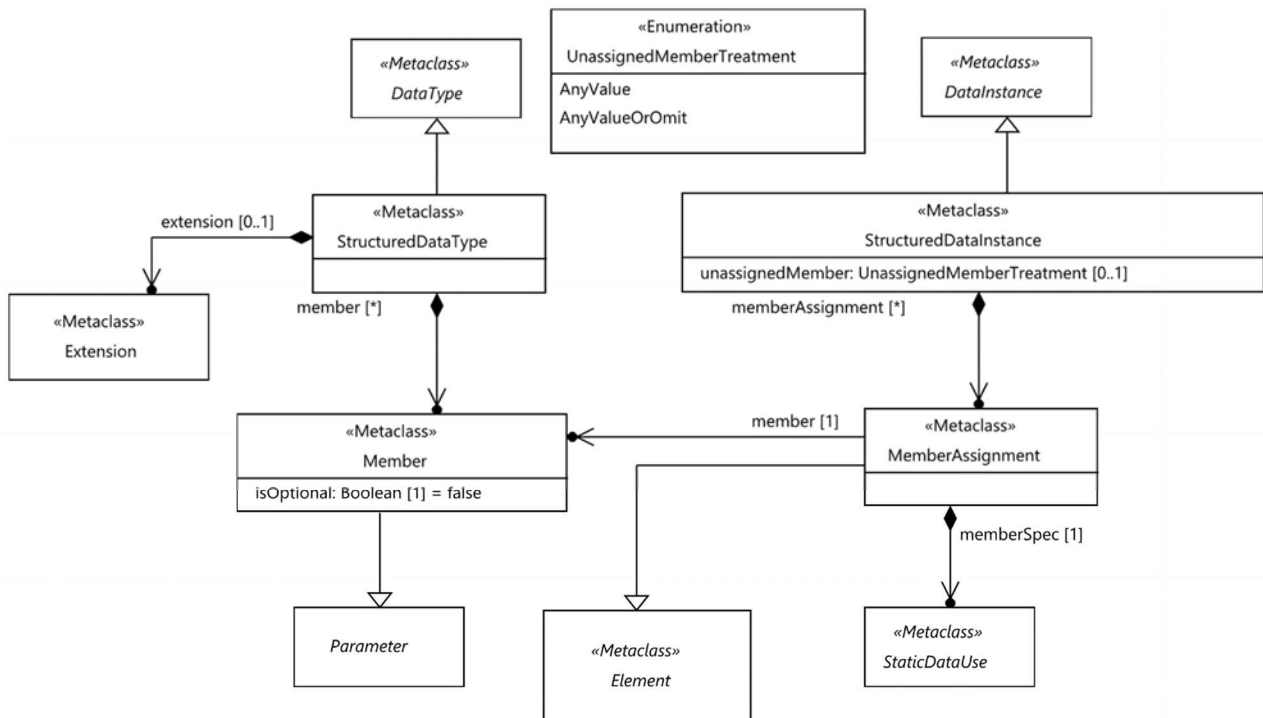 «Enumeration»
UnassignedMemberTreatment
AnyValue
AnyValueOrOmit
«Metaclass»
DataType
«Metaclass»
DataInstance
«Metaclass»
StructuredDataType
extension [0..1]
«Metaclass»
StructuredDataInstance
unassignedMember: UnassignedMemberTreatment [0..1]
member [*]
memberAssignment [*]
«Metaclass»
Extension
«Metaclass»
Member
isOptional: Boolean [1] = false
member [1]
«Metaclass»
MemberAssignment
memberSpec [1]
Parameter
«Metaclass»
Element
«Metaclass»
StaticDataUse